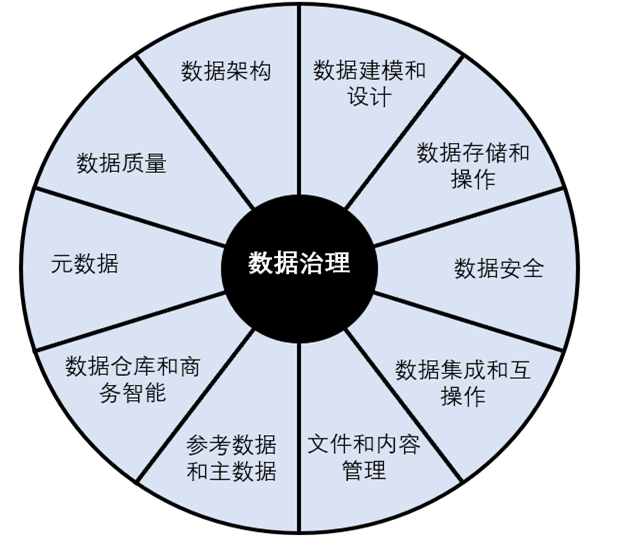 数据架构
数据建模和
设计
数据存储和
操作
数据安全
数据集成和互
操作
文件和内容
管理
参考数据
和主数据
数据仓库和商
务智能
元数据
数据质量
数据治理